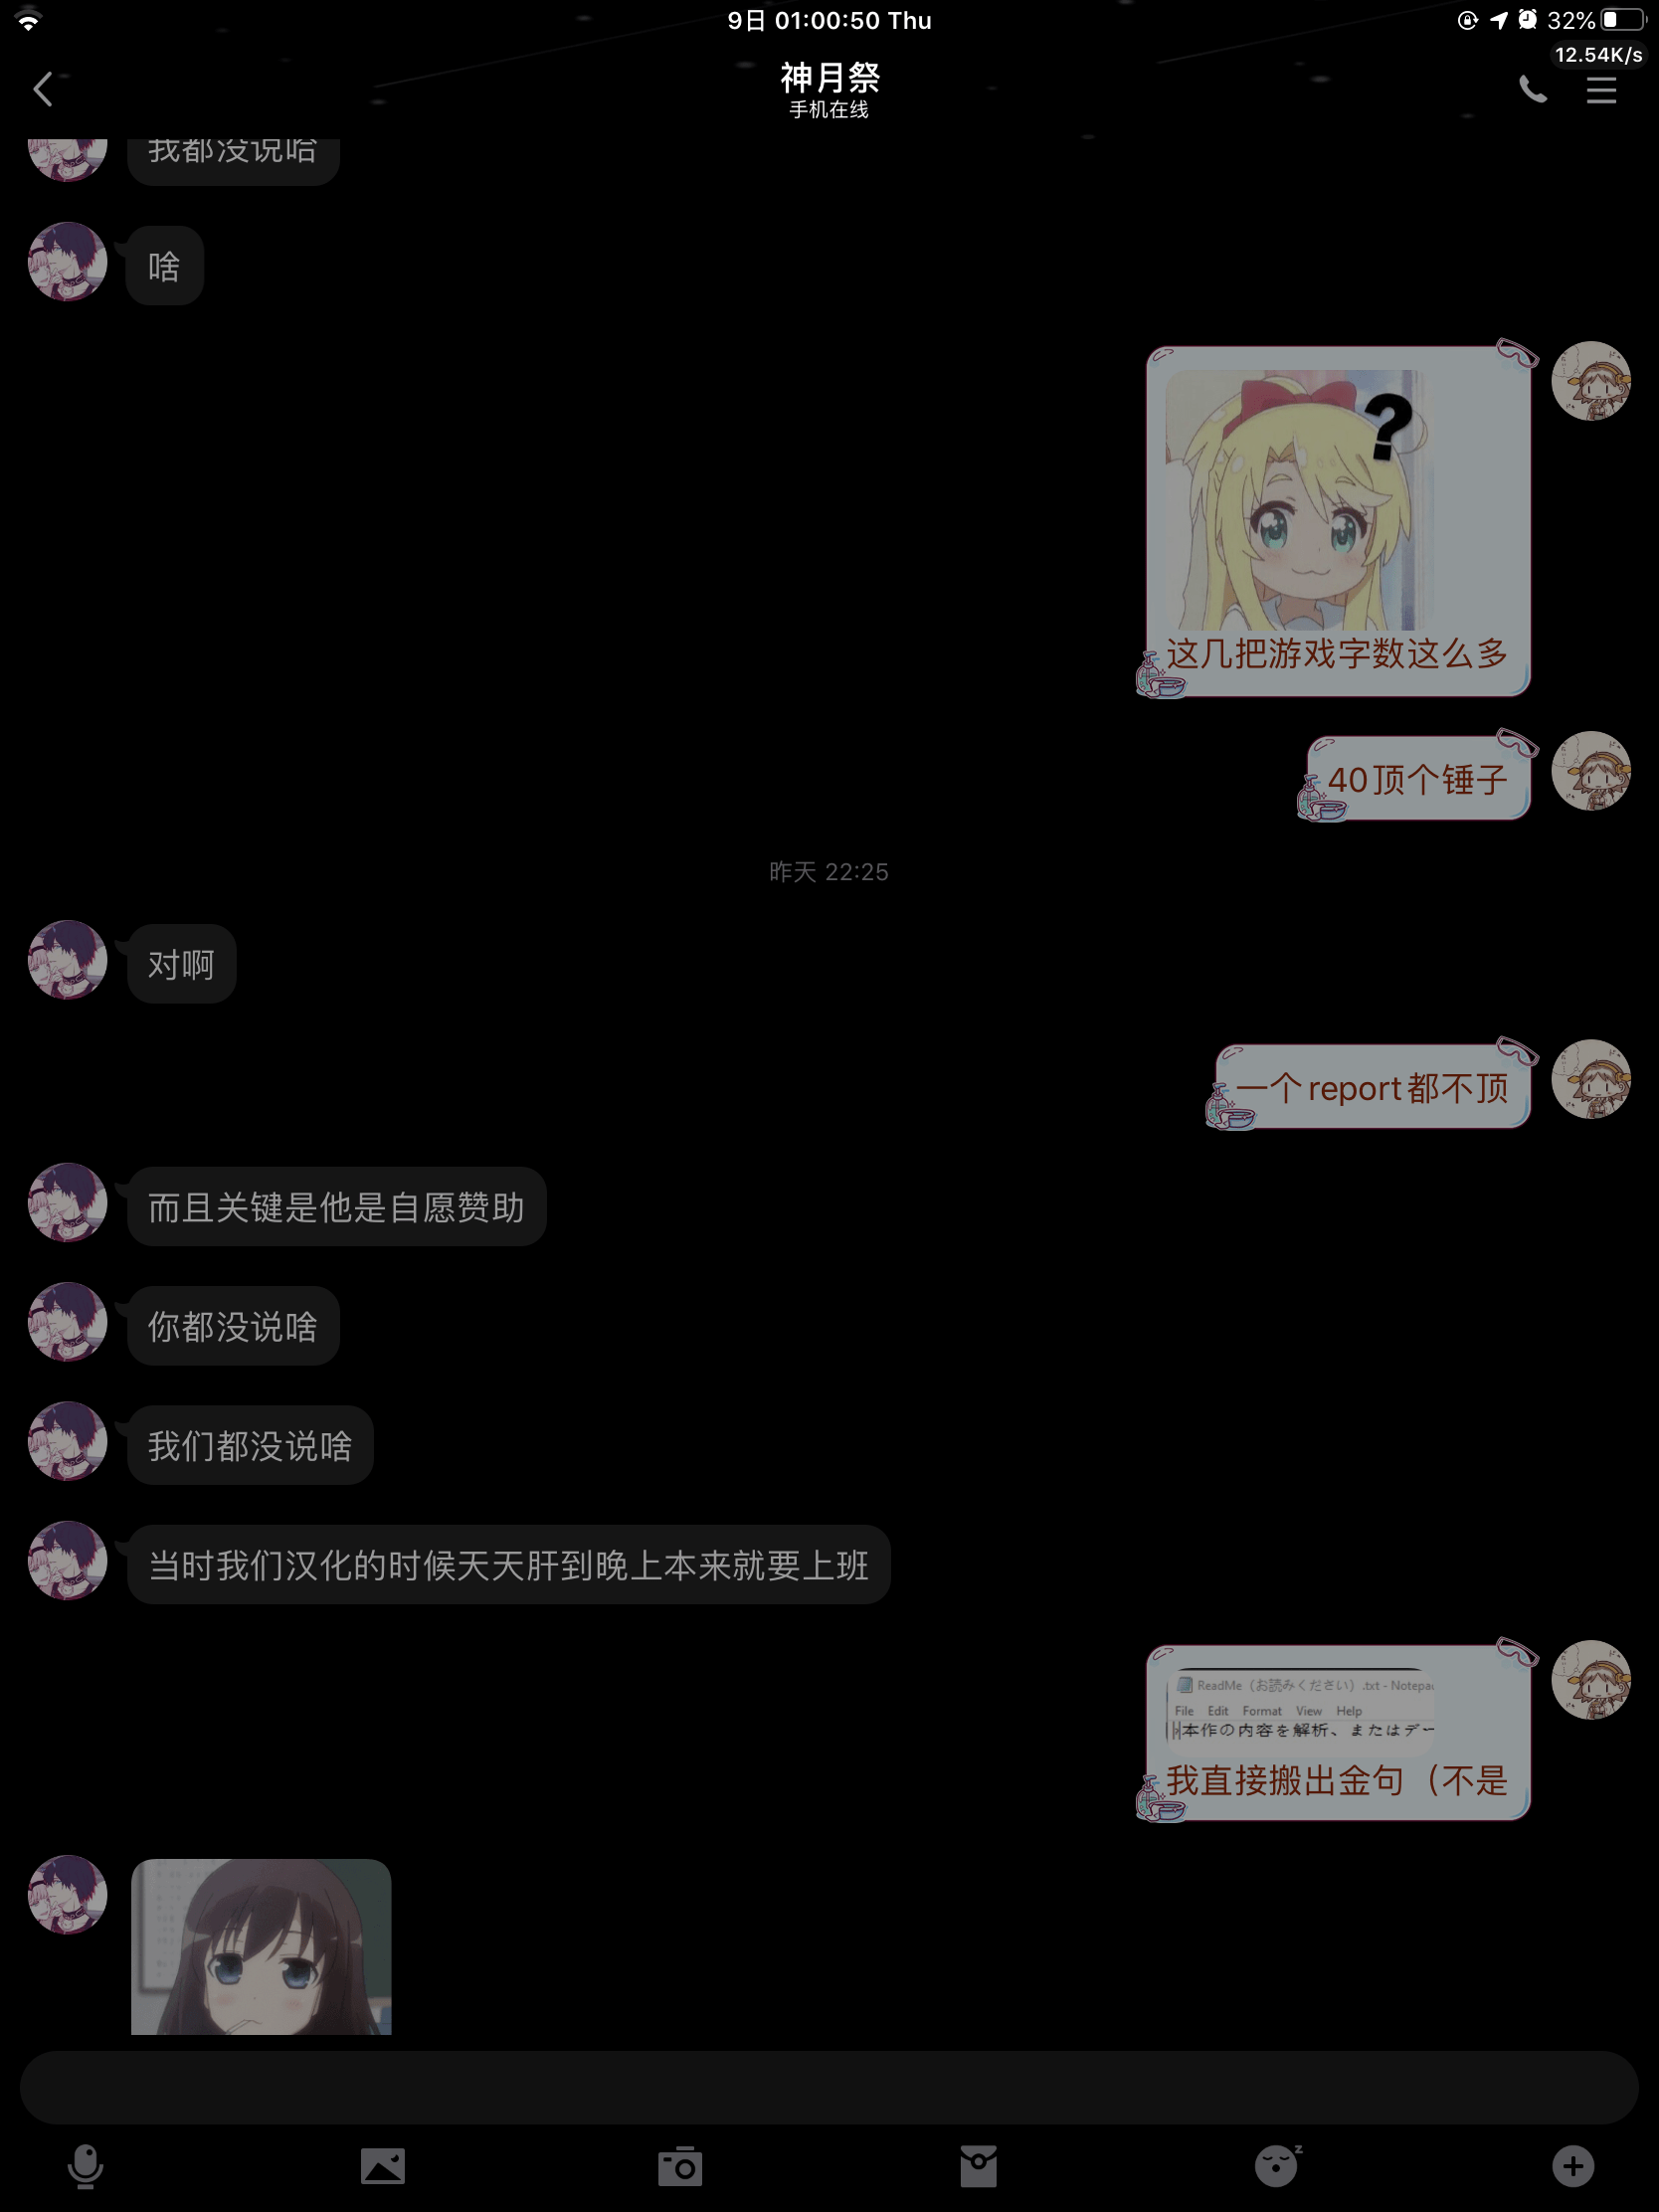 9日 01:00:50 Thu
32%
12.54K/s
神月祭
手机在线
我都没说啥
啥
?
这几把游戏字数这么多
40顶个锤子
昨天 22:25
对啊
一个report都不顶
而且关键是他是自愿赞助
你都没说啥
我们都没说啥
当时我们汉化的时候天天肝到晚上本来就要上班
ReadMe（お読みください）.txt - Notepa
File Edit Format View Help
本作の内容を解析、またはデー
我直接搬出金句（不是
z